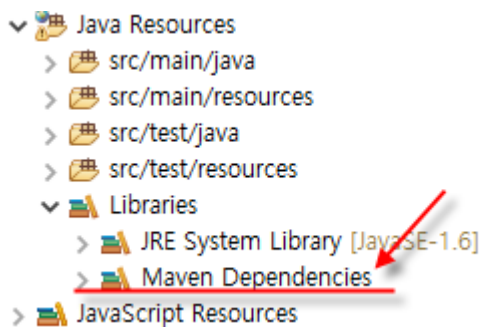 Java Resources
src/main/java
src/main/resources
src/test/java
src/test/resources
Libraries
JRE System Library [JavaSE-1.6]
Maven Dependencies
JavaScript Resources